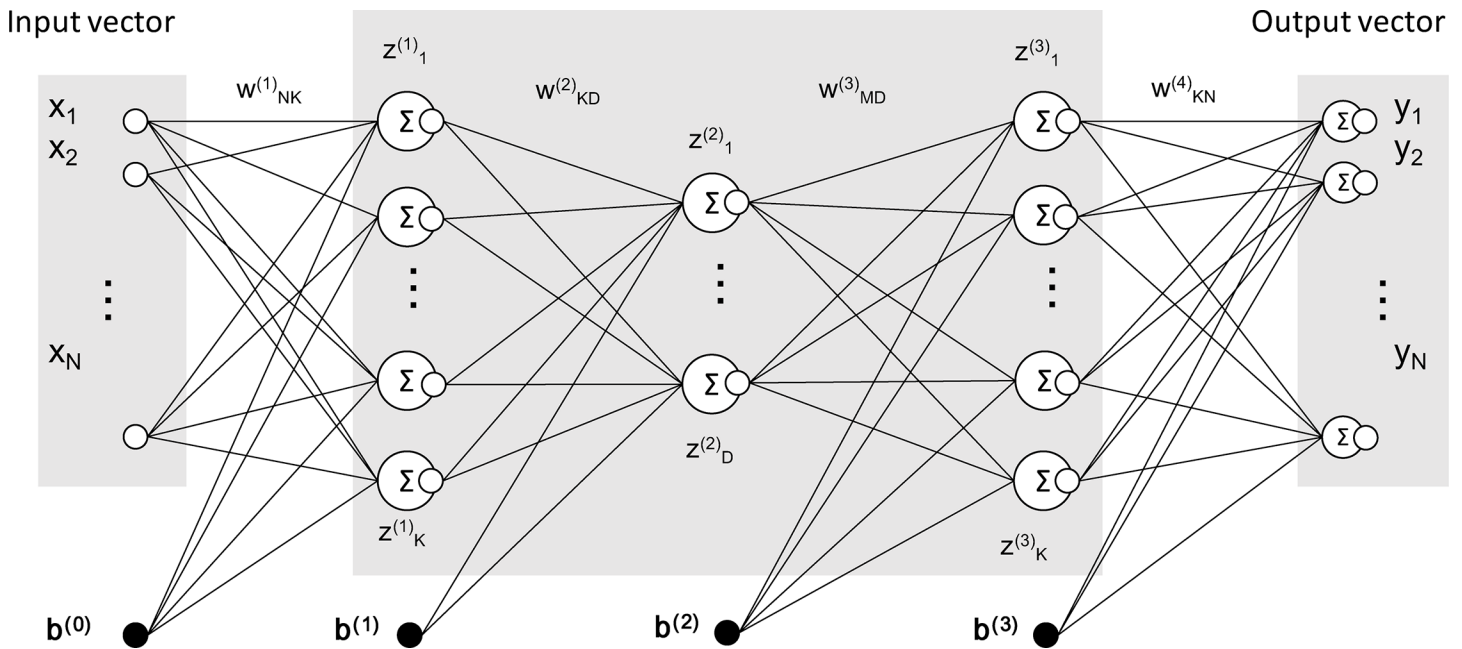 Input vector
Output vector
z⁽¹⁾₁
z⁽³⁾₁
w⁽¹⁾NK
w⁽²⁾KD
w⁽³⁾MD
w⁽⁴⁾KN
x₁
Σ
Σ
Σ
y₁
x₂
z⁽²⁾₁
Σ
y₂
Σ
Σ
Σ
⋮
⋮
⋮
⋮
⋮
xN
yN
Σ
Σ
Σ
Σ
z⁽²⁾D
Σ
Σ
z⁽¹⁾K
z⁽³⁾K
b⁽⁰⁾
b⁽¹⁾
b⁽²⁾
b⁽³⁾